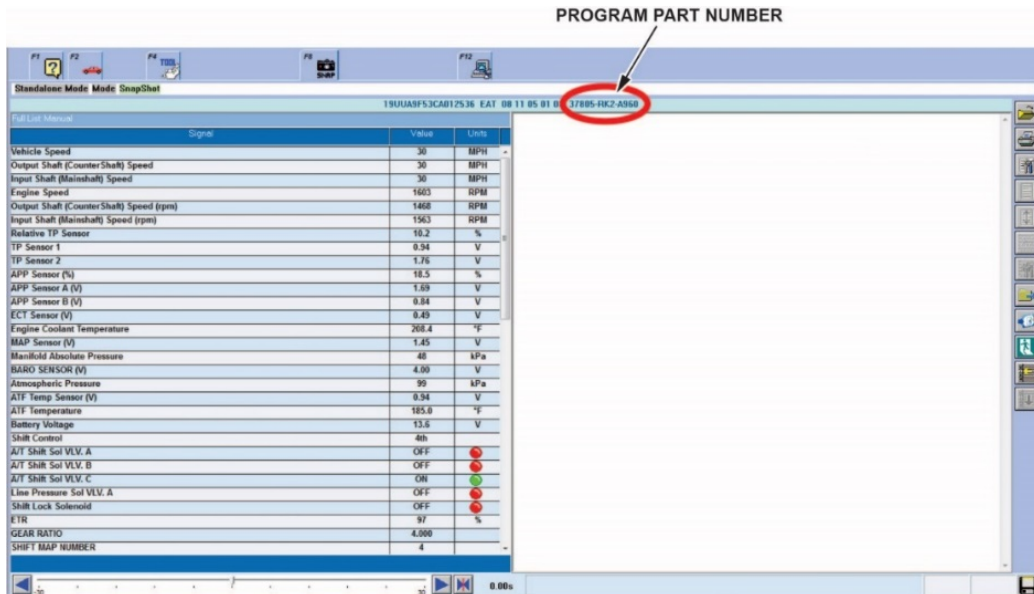 PROGRAM PART NUMBER
F1 F2 F4 TOOL F12
SNAP
Standalone Mode Mode SnapShot
19UUA9F53CA012536 EAT 08 11 05 01 37805-RK2-A960
Full List Manual
Signal Value Units
Vehicle Speed 30 MPH
Output Shaft (CounterShaft) Speed 30 MPH
Input Shaft (Mainshaft) Speed 30 MPH
Engine Speed 1603 RPM
Output Shaft (CounterShaft) Speed (rpm) 1468 RPM
Input Shaft (Mainshaft) Speed (rpm) 1563 RPM
Relative TP Sensor 10.2 %
TP Sensor 1 0.94 V
TP Sensor 2 1.76 V
APP Sensor (%) 18.5 %
APP Sensor A (V) 1.69 V
APP Sensor B (V) 0.84 V
ECT Sensor (V) 0.49 V
Engine Coolant Temperature 208.4 °F
MAP Sensor (V) 1.45 V
Manifold Absolute Pressure 48 kPa
BARO SENSOR (V) 4.00 V
Atmospheric Pressure 99 kPa
ATF Temp Sensor (V) 0.94 V
ATF Temperature 185.0 °F
Battery Voltage 13.6 V
Shift Control 4th
A/T Shift Sol VLV. A OFF
A/T Shift Sol VLV. B OFF
A/T Shift Sol VLV. C ON
Line Pressure Sol VLV. A OFF
Shift Lock Solenoid OFF
ETR 97 %
GEAR RATIO 4.000
SHIFT MAP NUMBER 4
-30 30 0.00s